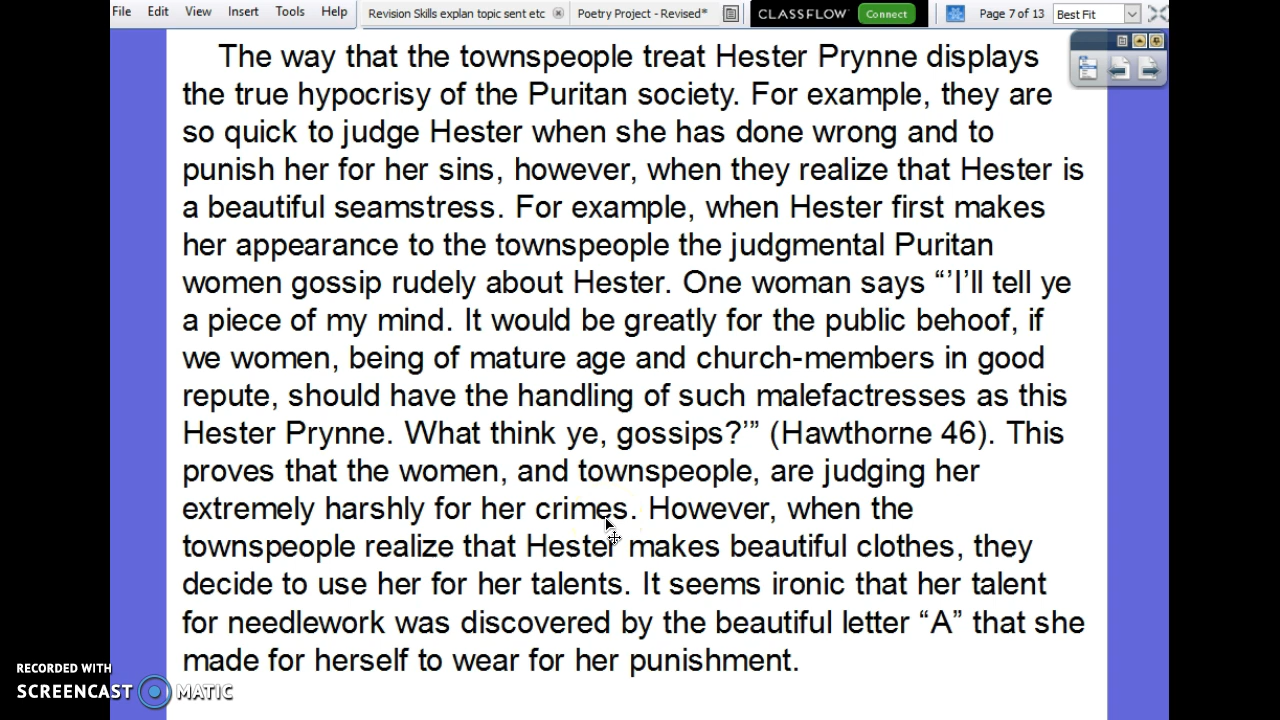 File Edit View Insert Tools Help Revision Skills explan topic sent etc Poetry Project - Revised* CLASSFLOW Connect Page 7 of 13 Best Fit
The way that the townspeople treat Hester Prynne displays
the true hypocrisy of the Puritan society. For example, they are
so quick to judge Hester when she has done wrong and to
punish her for her sins, however, when they realize that Hester is
a beautiful seamstress. For example, when Hester first makes
her appearance to the townspeople the judgmental Puritan
women gossip rudely about Hester. One woman says “’I’ll tell ye
a piece of my mind. It would be greatly for the public behoof, if
we women, being of mature age and church-members in good
repute, should have the handling of such malefactresses as this
Hester Prynne. What think ye, gossips?’” (Hawthorne 46). This
proves that the women, and townspeople, are judging her
extremely harshly for her crimes. However, when the
townspeople realize that Hester makes beautiful clothes, they
decide to use her for her talents. It seems ironic that her talent
for needlework was discovered by the beautiful letter “A” that she
made for herself to wear for her punishment.
RECORDED WITH
SCREENCAST MATIC